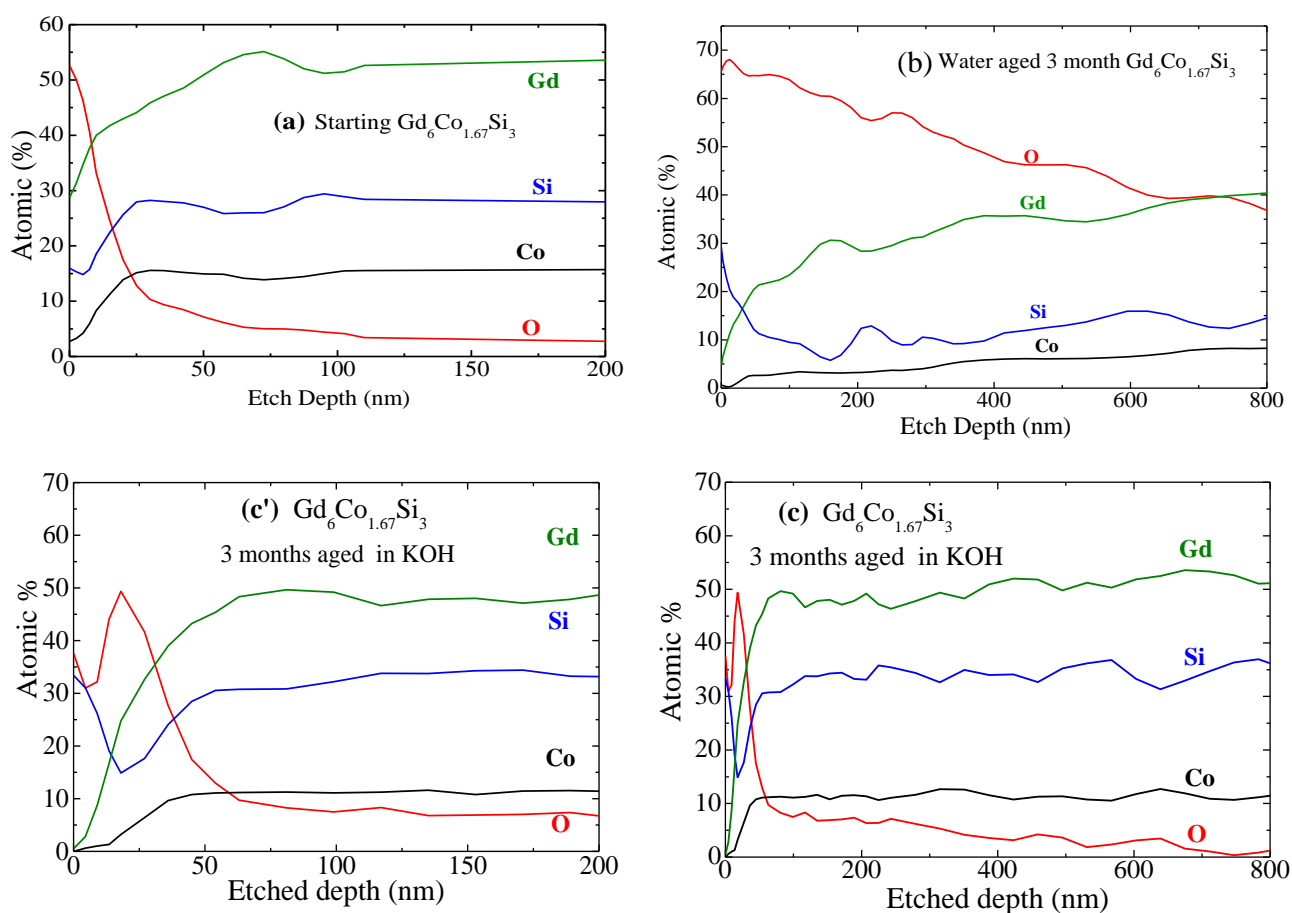 60
50
40
30
20
10
0
Atomic (%)
Gd
(a) Starting Gd₆Co₁.₆₇Si₃
Si
Co
O
0 50 100 150 200
Etch Depth (nm)
70
60
50
40
30
20
10
0
Atomic (%)
(b) Water aged 3 month Gd₆Co₁.₆₇Si₃
O
Gd
Si
Co
0 200 400 600 800
Etch Depth (nm)
70
60
50
40
30
20
10
0
Atomic %
(c') Gd₆Co₁.₆₇Si₃
3 months aged in KOH
Gd
Si
Co
O
0 50 100 150 200
Etched depth (nm)
70
60
50
40
30
20
10
0
Atomic %
(c) Gd₆Co₁.₆₇Si₃
3 months aged in KOH
Gd
Si
Co
O
0 200 400 600 800
Etched depth (nm)